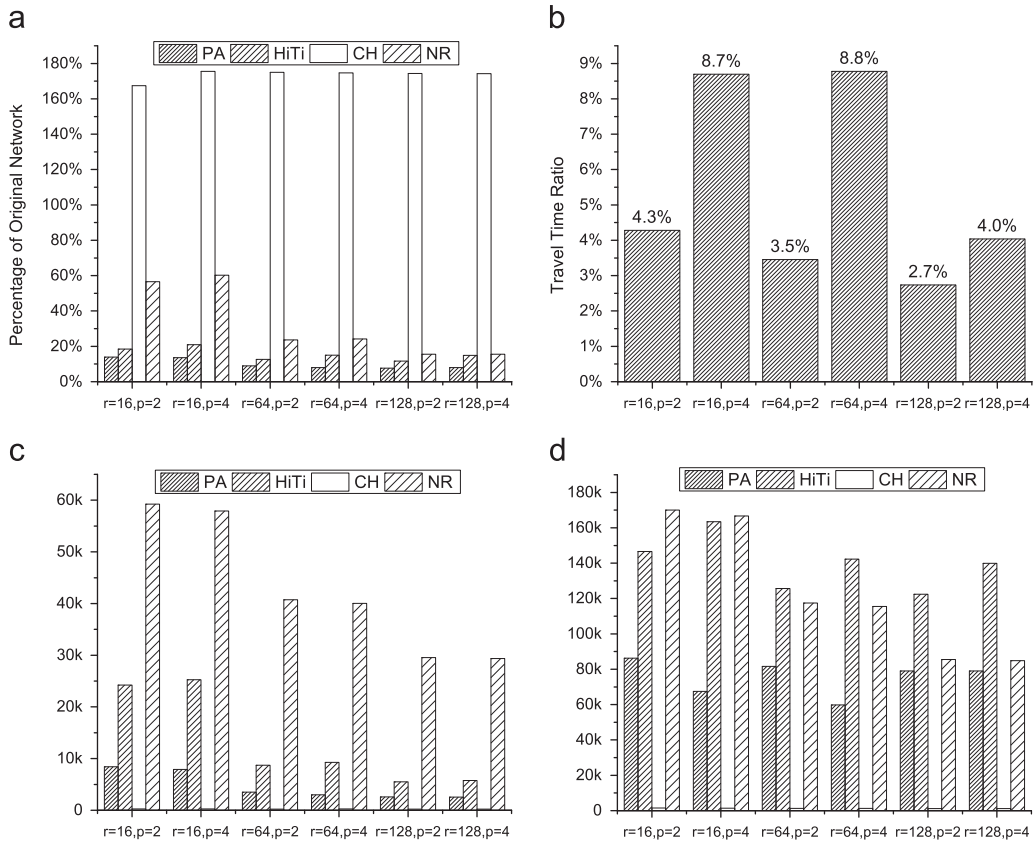 a
PA HiTi CH NR
Percentage of Original Network
180%
160%
140%
120%
100%
80%
60%
40%
20%
0%
r=16,p=2 r=16,p=4 r=64,p=2 r=64,p=4 r=128,p=2 r=128,p=4
b
Travel Time Ratio
9%
8%
7%
6%
5%
4%
3%
2%
1%
0%
4.3% 8.7% 3.5% 8.8% 2.7% 4.0%
r=16,p=2 r=16,p=4 r=64,p=2 r=64,p=4 r=128,p=2 r=128,p=4
c
PA HiTi CH NR
60k
50k
40k
30k
20k
10k
0
r=16,p=2 r=16,p=4 r=64,p=2 r=64,p=4 r=128,p=2 r=128,p=4
d
PA HiTi CH NR
180k
160k
140k
120k
100k
80k
60k
40k
20k
0
r=16,p=2 r=16,p=4 r=64,p=2 r=64,p=4 r=128,p=2 r=128,p=4